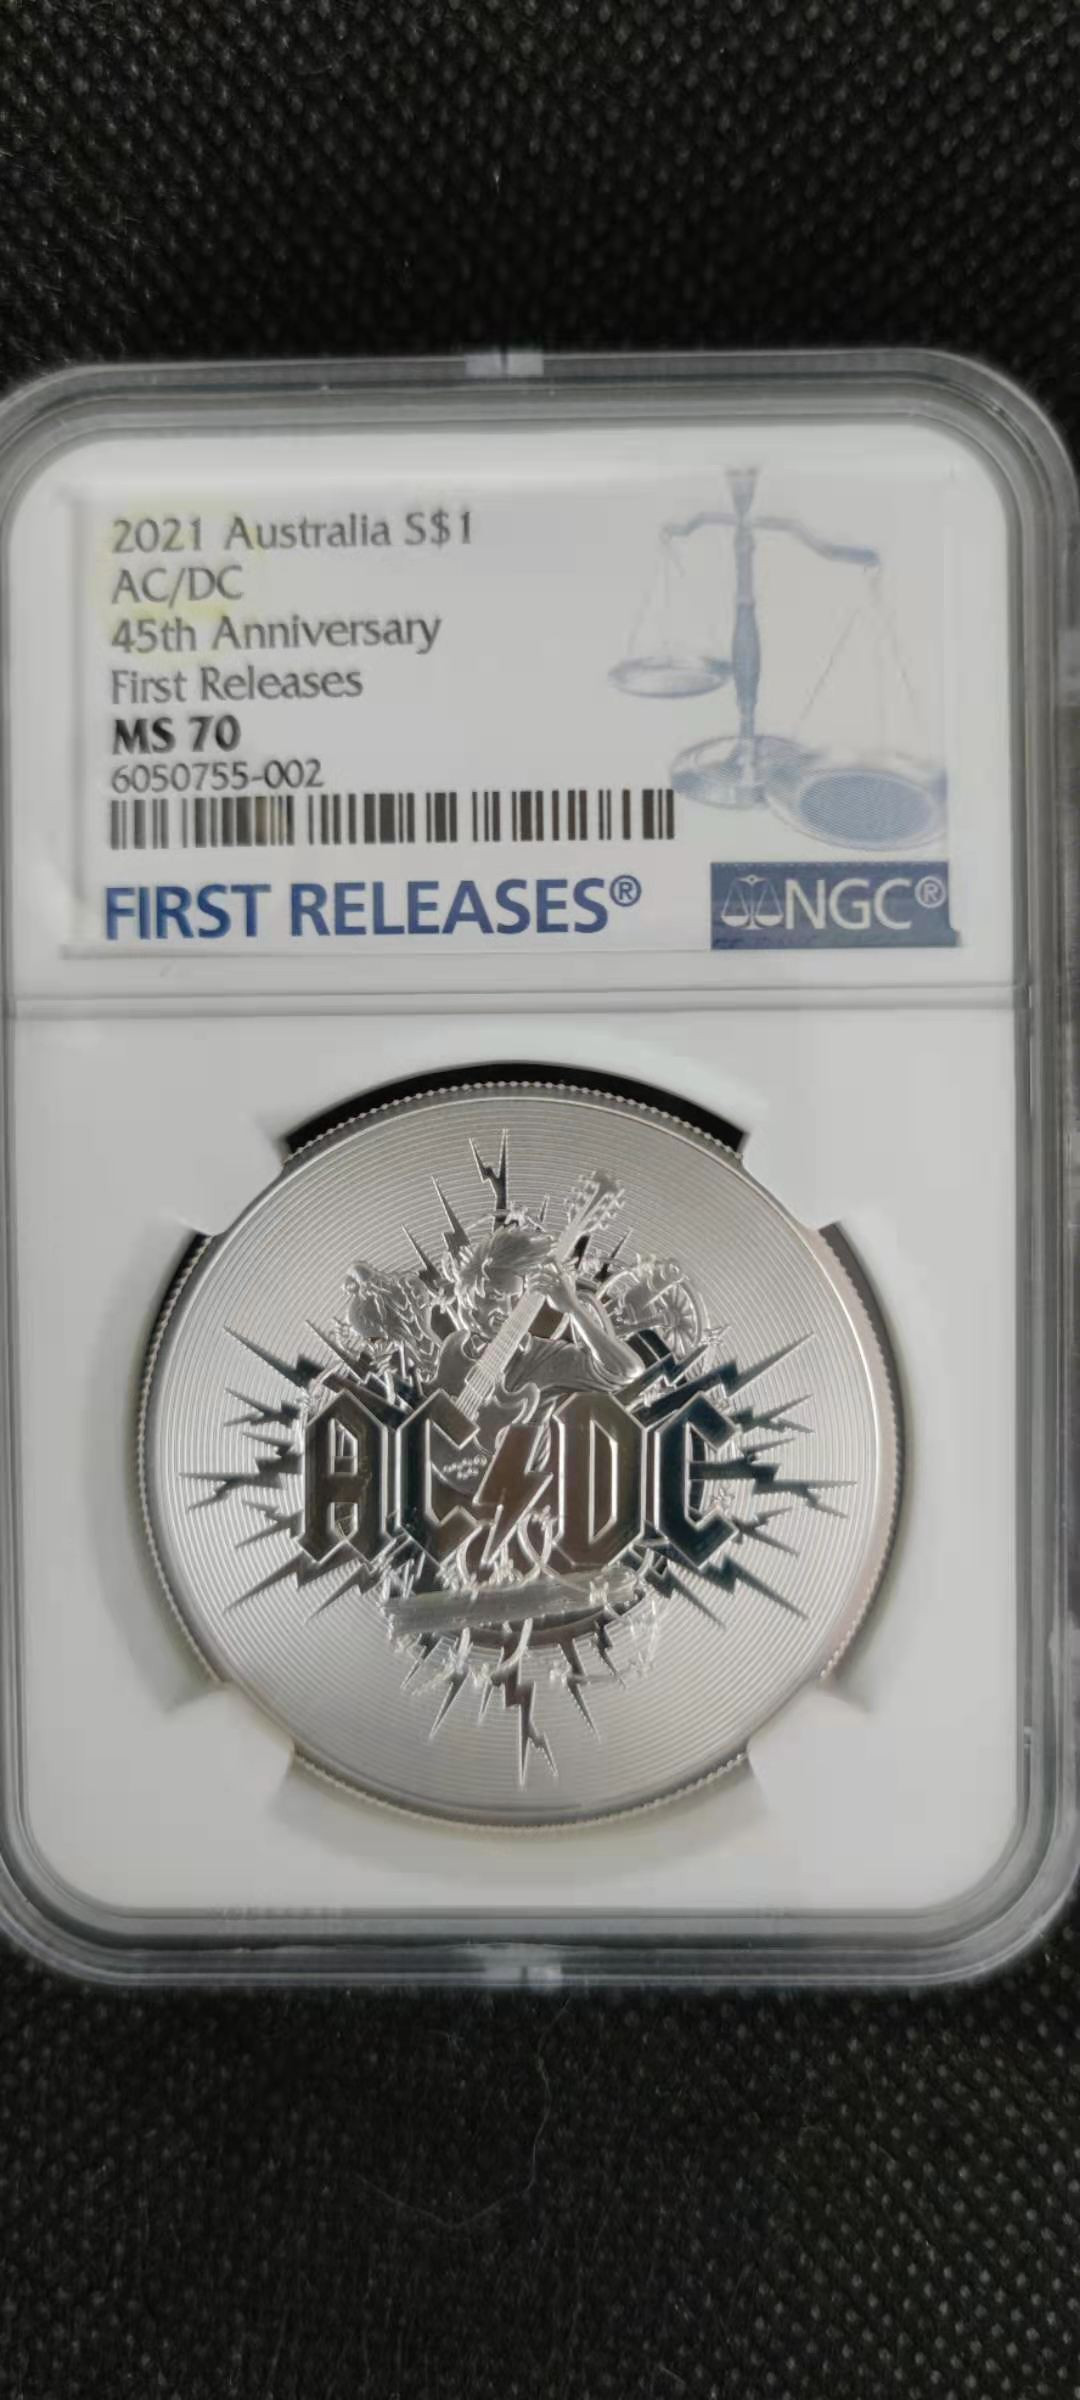 2021 Australia S$1
AC/DC
45th Anniversary
First Releases
MS 70
6050755-002
FIRST RELEASES®
NGC®
AC/DC